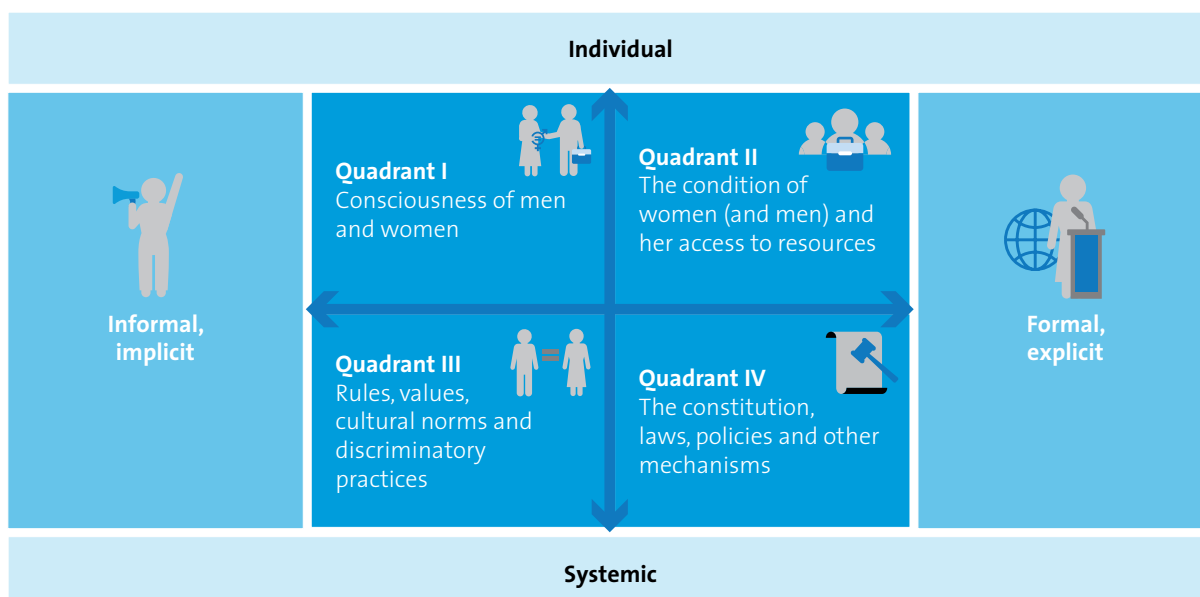 Individual
Informal,
implicit
Quadrant I
Consciousness of men
and women
Quadrant II
The condition of
women (and men) and
her access to resources
Quadrant III
Rules, values,
cultural norms and
discriminatory
practices
Quadrant IV
The constitution,
laws, policies and other
mechanisms
Formal,
explicit
Systemic